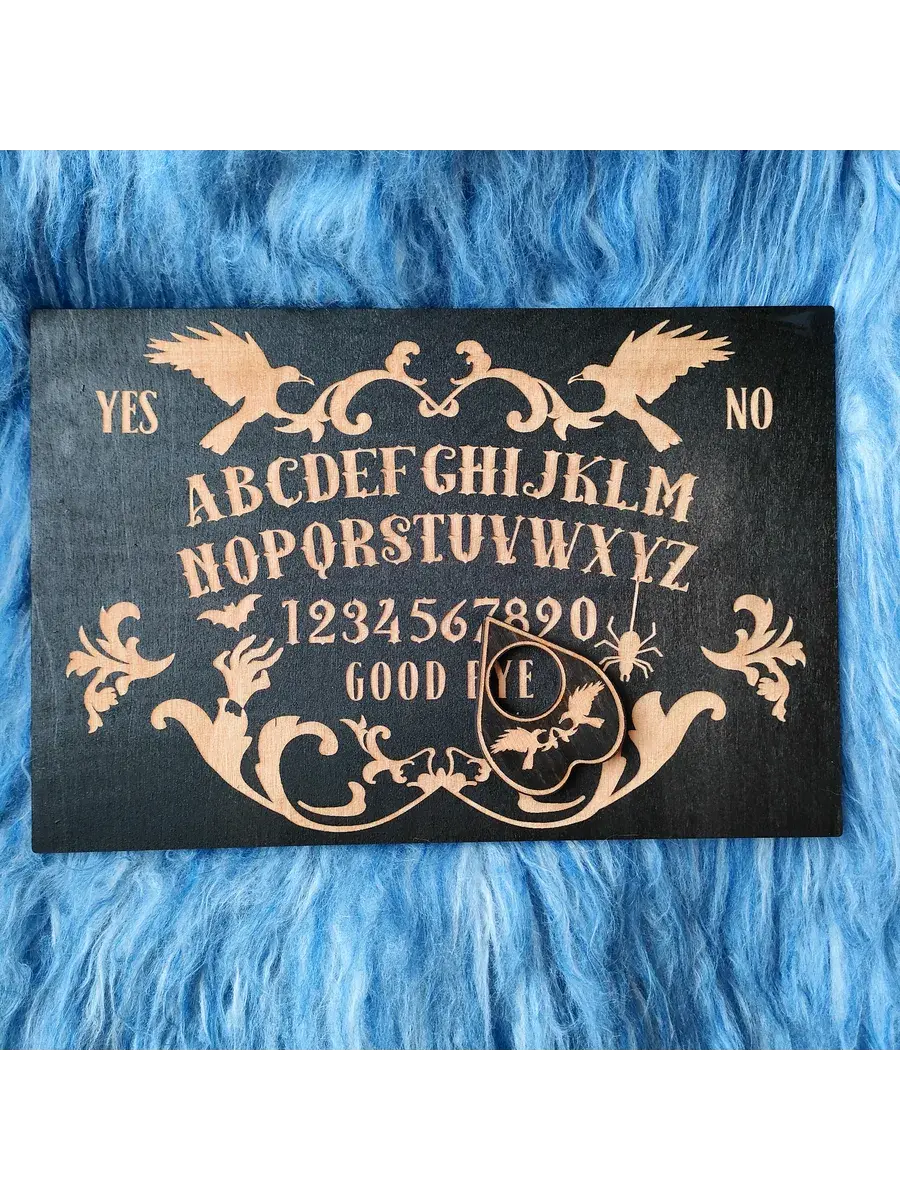 YES
NO
ABCDEFGHIJKLM
NOPQRSTUVWXYZ
1234567890
GOOD BYE